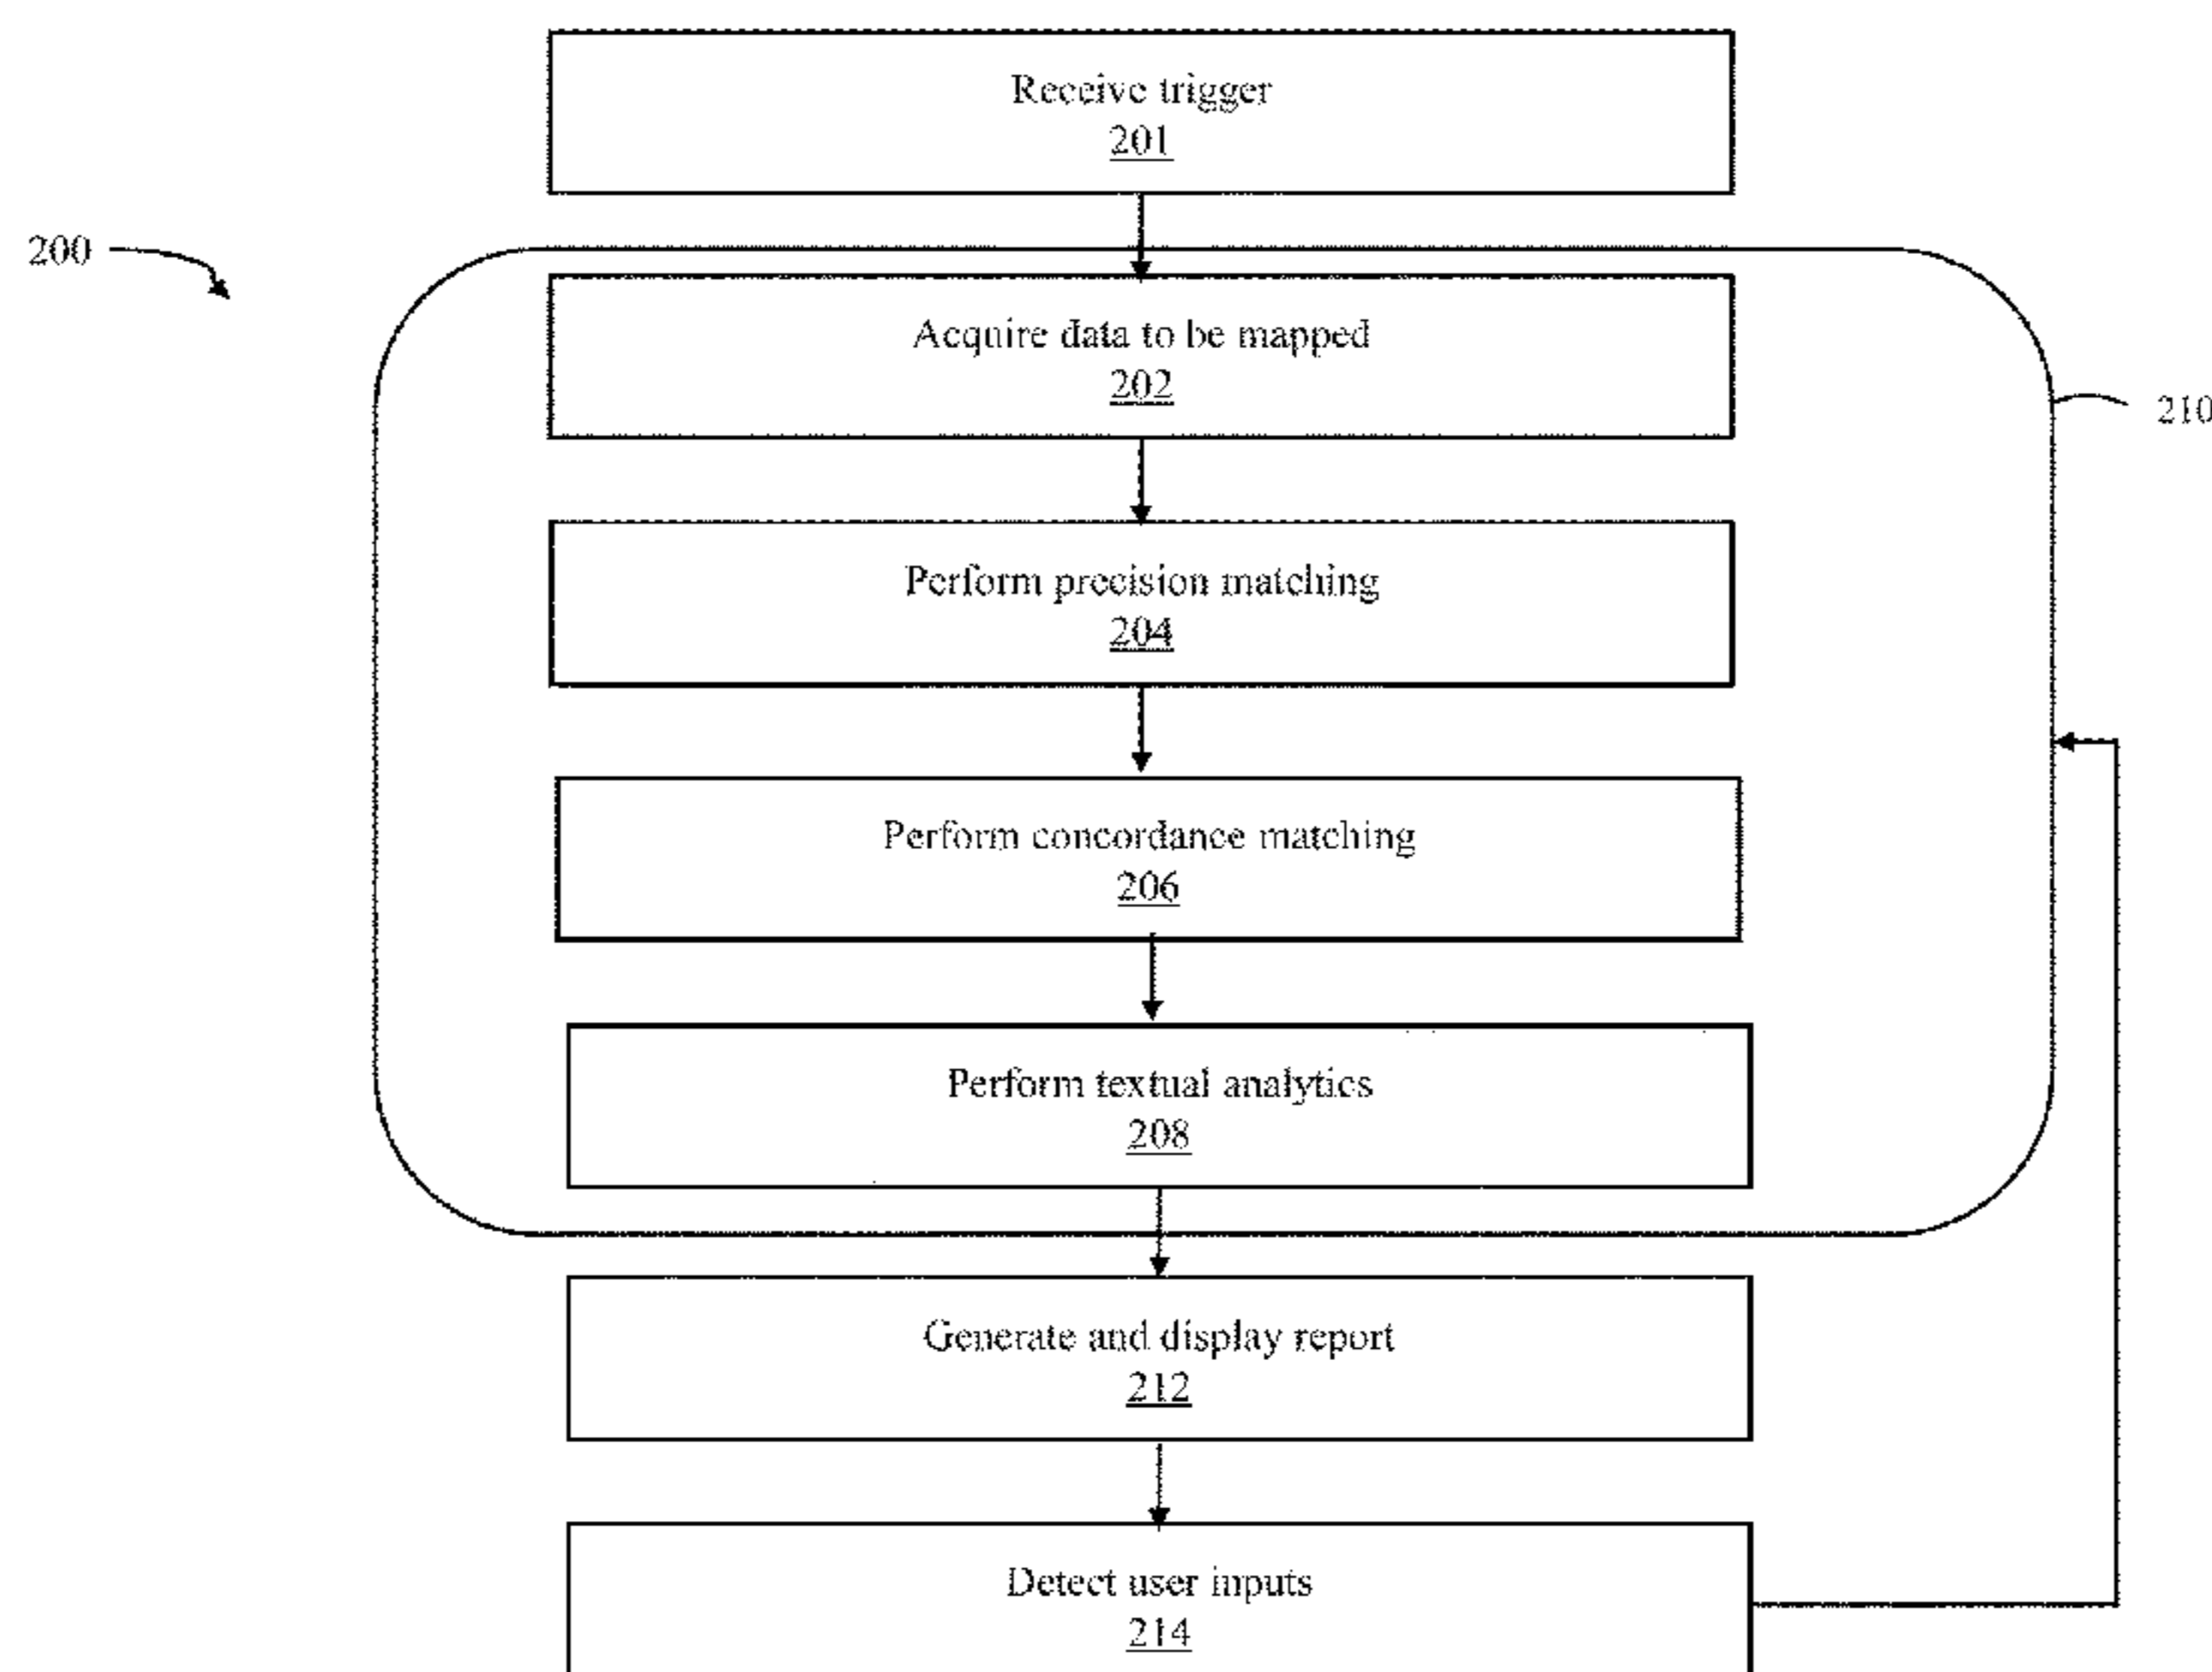 Receive trigger
201
200
Acquire data to be mapped
202
210
Perform precision matching
204
Perform concordance matching
206
Perform textual analytics
208
Generate and display report
212
Detect user inputs
214